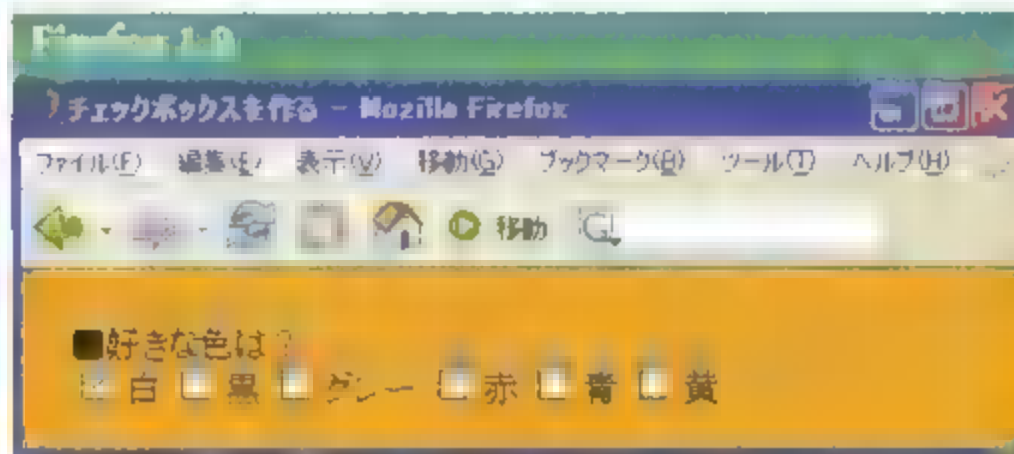 Firefox 1.0
チェックボックスを作る - Mozilla Firefox
ファイル(F) 編集(E) 表示(V) 移動(G) ブックマーク(B) ツール(T) ヘルプ(H)
移動 G
■好きな色は?
白 黒 グレー 赤 青 黄